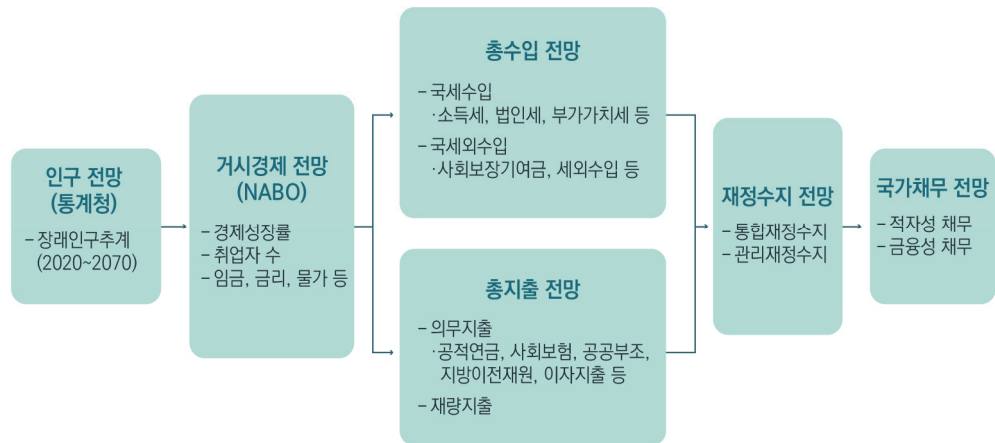 인구 전망
(통계청)
– 장래인구추계
(2020~2070)
거시경제 전망
(NABO)
– 경제싱장률
– 취업자 수
– 임금, 금리, 물가 등
총수입 전망
– 국세수입
·소득세, 법인세, 부가가치세 등
– 국세외수입
·사회보장기여금, 세외수입 등
총지출 전망
– 의무지출
·공적연금, 사회보험, 공공부조,
지방이전재원, 이자지출 등
– 재량지출
재정수지 전망
– 통합재정수지
– 관리재정수지
국가채무 전망
– 적자성 채무
– 금융성 채무